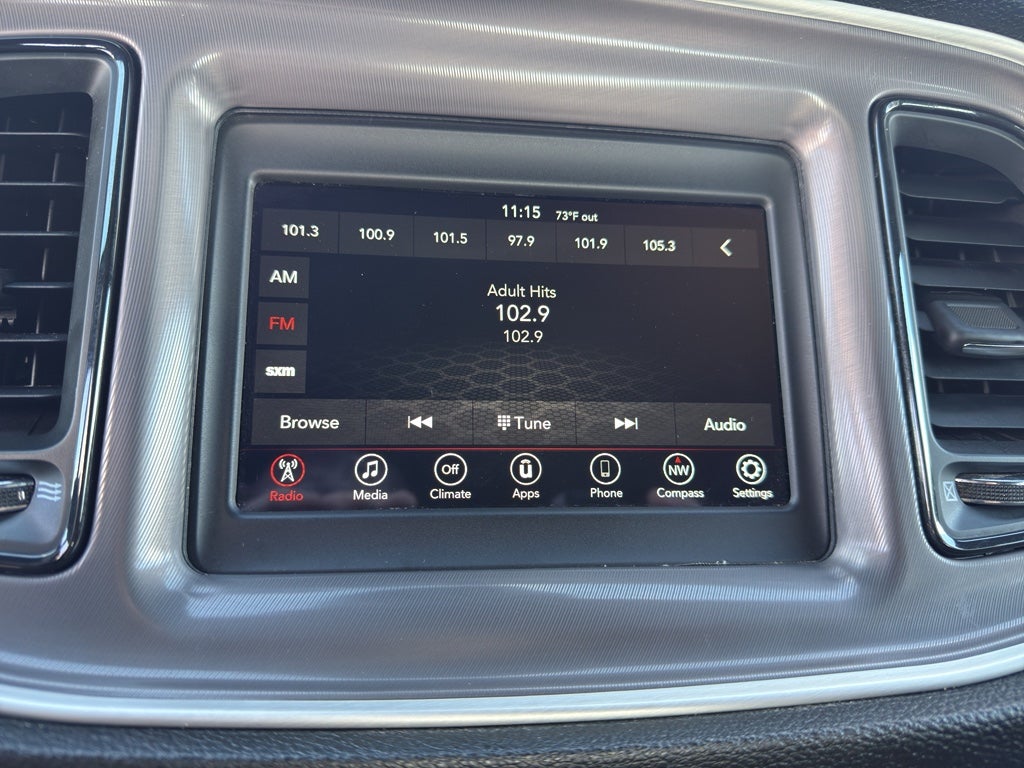 11:15 73°F out
101.3 100.9 101.5 97.9 101.9 105.3
AM
FM
sxm
Adult Hits
102.9
102.9
Browse Tune Audio
Off NW
Radio Media Climate Apps Phone Compass Settings